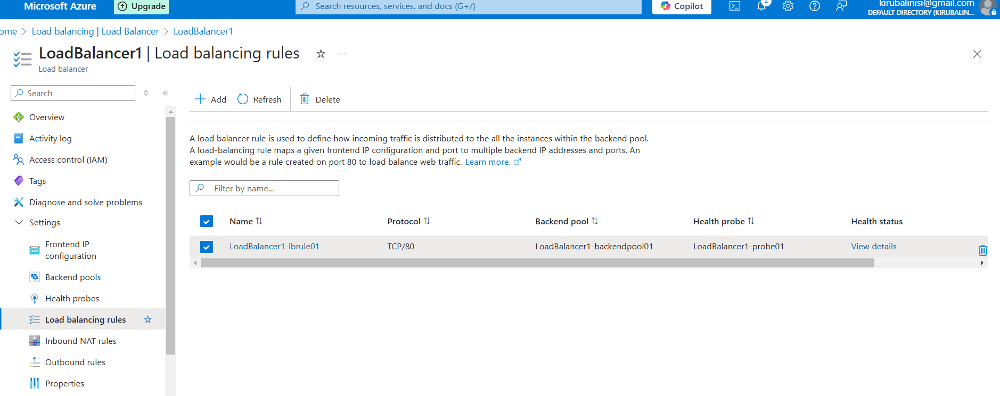 Microsoft Azure
Upgrade
Search resources, services, and docs (G+/)
Copilot
2
kirubalinisi@gmail.com
DEFAULT DIRECTORY (KIRUBALIN...
ome > Load balancing | Load Balancer > LoadBalancer1
LoadBalancer1 | Load balancing rules
...
Load balancer
Search
Add
Refresh
Delete
Overview
Activity log
Access control (IAM)
Tags
Diagnose and solve problems
Settings
Frontend IP
configuration
Backend pools
Health probes
Load balancing rules
Inbound NAT rules
Outbound rules
Properties
A load balancer rule is used to define how incoming traffic is distributed to the all the instances within the backend pool.
A load-balancing rule maps a given frontend IP configuration and port to multiple backend IP addresses and ports. An
example would be a rule created on port 80 to load balance web traffic. Learn more.
Filter by name...
Name Protocol Backend pool Health probe Health status
LoadBalancer1-lbrule01 TCP/80 LoadBalancer1-backendpool01 LoadBalancer1-probe01 View details